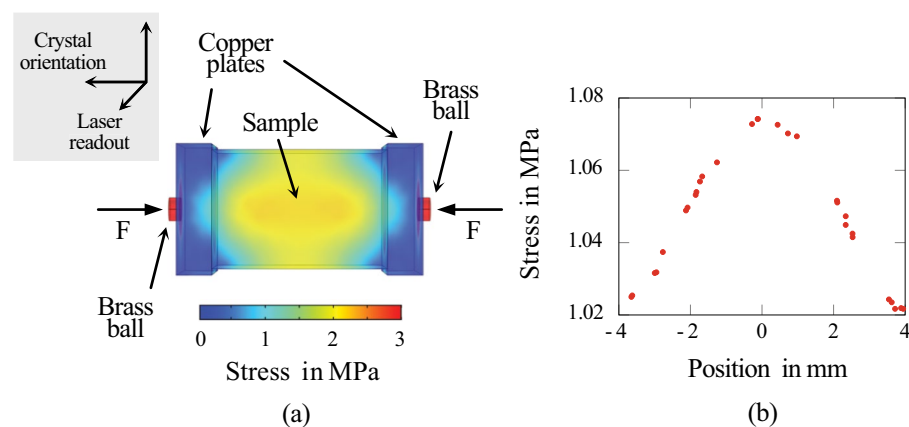 Crystal
orientation
Laser
readout
Copper
plates
Sample
Brass
ball
F
F
Brass
ball
0 1 2 3
Stress in MPa
(a)
1.08
1.06
1.04
1.02
Stress in MPa
-4 -2 0 2 4
Position in mm
(b)